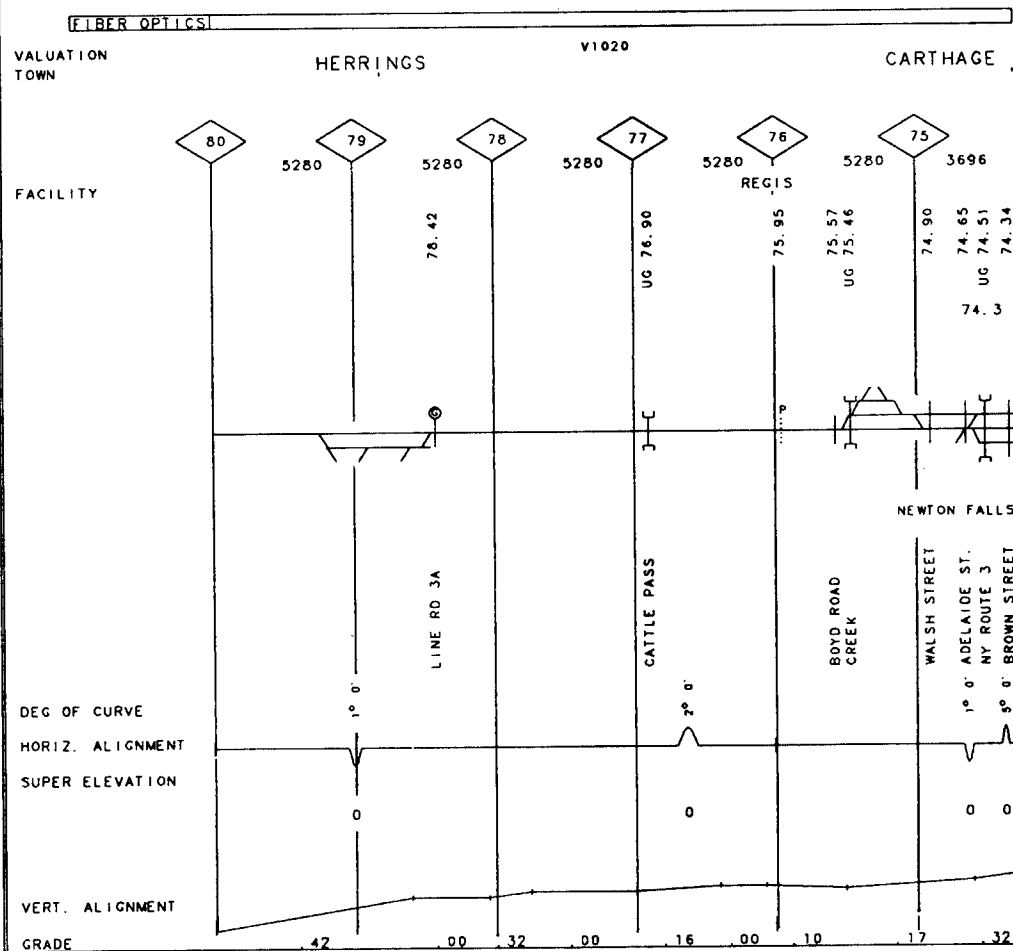 FIBER OPTICS
VALUATION V1020
TOWN HERRINGS CARTHAGE
80 79 78 77 76 75
5280 5280 5280 5280 5280 3696
REGIS
FACILITY
78.42 UG 76.90 75.95 75.57 UG 75.46 74.90 74.65 UG 74.51 74.34
74.3
G
P
NEWTON FALLS
LINE RD 3A CATTLE PASS BOYD ROAD CREEK WALSH STREET ADELAIDE ST. NY ROUTE 3 BROWN STREET
DEG OF CURVE 1° 0' 2° 0' 1° 0' 5° 0'
HORIZ. ALIGNMENT
SUPER ELEVATION
0 0 0 0
VERT. ALIGNMENT
GRADE .42 .00 .32 .00 .16 .00 .10 .17 .32